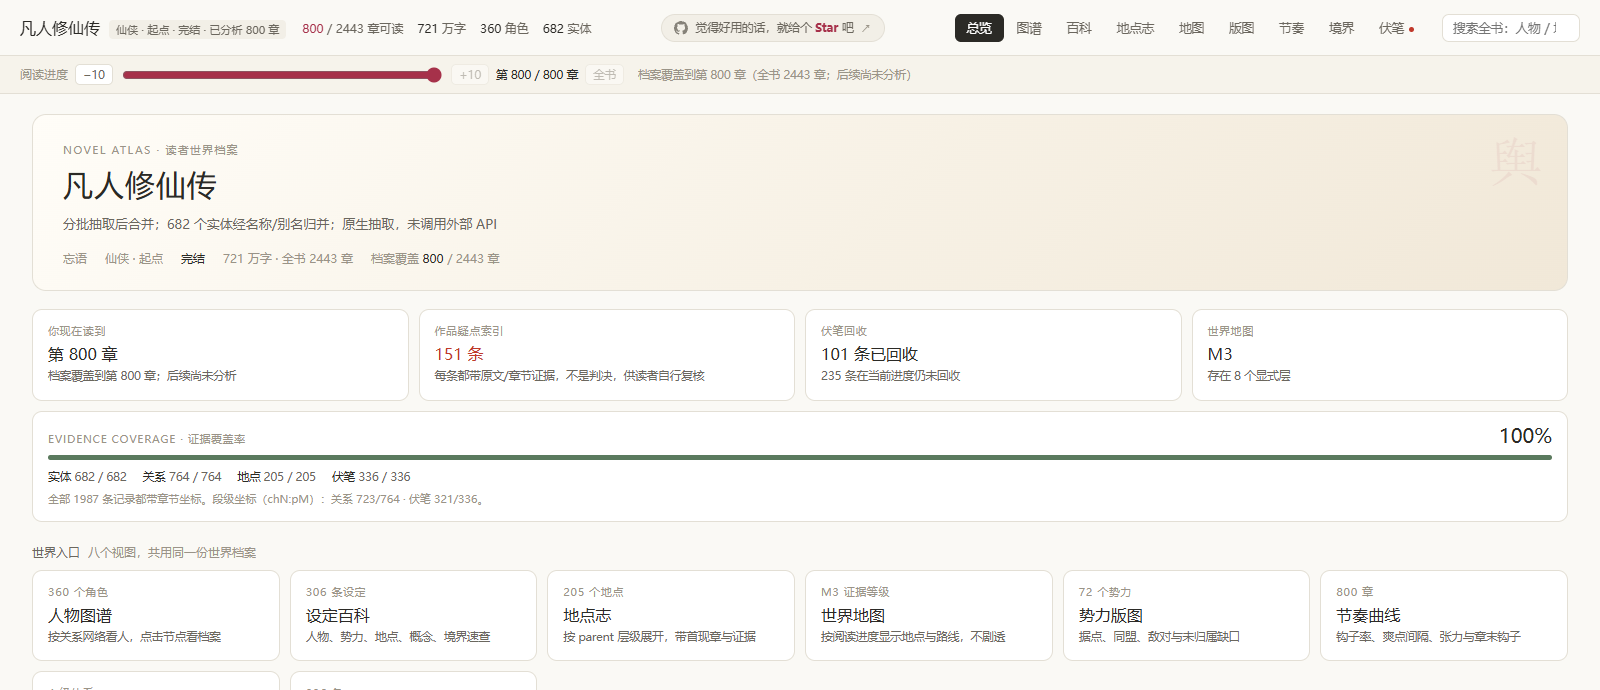 凡人修仙传 仙侠 · 起点 · 完结 · 已分析 800 章 800 / 2443 章可读 721 万字 360 角色 682 实体 觉得好用的话，就给个 Star 吧 ↗ 总览 图谱 百科 地点志 地图 版图 节奏 境界 伏笔 搜索全书：人物 /
阅读进度 −10 +10 第 800 / 800 章 全书 档案覆盖到第 800 章（全书 2443 章；后续尚未分析）
NOVEL ATLAS · 读者世界档案
舆
凡人修仙传
分批抽取后合并；682 个实体经名称/别名归并；原生抽取，未调用外部 API
忘语 仙侠 · 起点 完结 721 万字 · 全书 2443 章 档案覆盖 800 / 2443 章
你现在读到
第 800 章
档案覆盖到第 800 章；后续尚未分析
作品疑点索引
151 条
每条都带原文/章节证据，不是判决，供读者自行复核
伏笔回收
101 条已回收
235 条在当前进度仍未回收
世界地图
M3
存在 8 个显式层
EVIDENCE COVERAGE · 证据覆盖率 100%
实体 682 / 682 关系 764 / 764 地点 205 / 205 伏笔 336 / 336
全部 1987 条记录都带章节坐标。段级坐标（chN:pM）：关系 723/764 · 伏笔 321/336。
世界入口 八个视图，共用同一份世界档案
360 个角色
人物图谱
按关系网络看人，点击节点看档案
306 条设定
设定百科
人物、势力、地点、概念、境界速查
205 个地点
地点志
按 parent 层级展开，带首现章与证据
M3 证据等级
世界地图
按阅读进度显示地点与路线，不剧透
72 个势力
势力版图
据点、同盟、敌对与未归属缺口
800 章
节奏曲线
钩子率、爽点间隔、张力与章末钩子